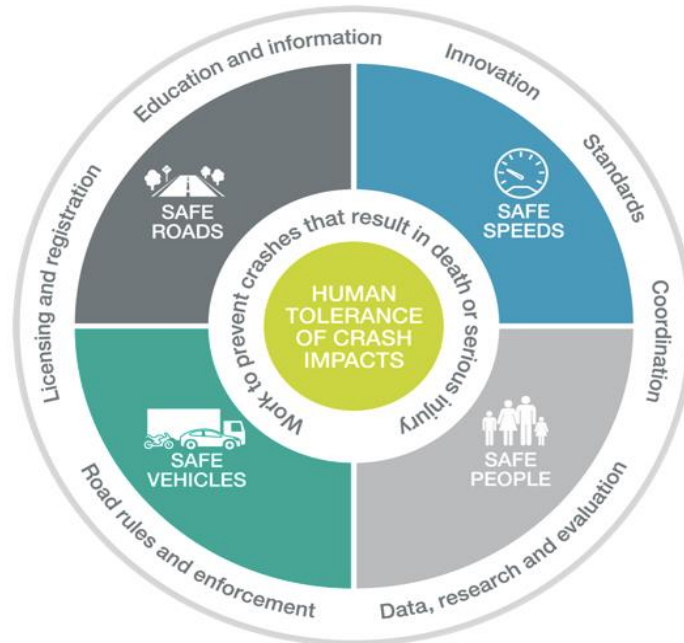 Education and information
Innovation
Standards
Coordination
Data, research and evaluation
Road rules and enforcement
Licensing and registration
SAFE
ROADS
SAFE
SPEEDS
Work to prevent crashes that result in death or serious injury
HUMAN
TOLERANCE
OF CRASH
IMPACTS
SAFE
VEHICLES
SAFE
PEOPLE